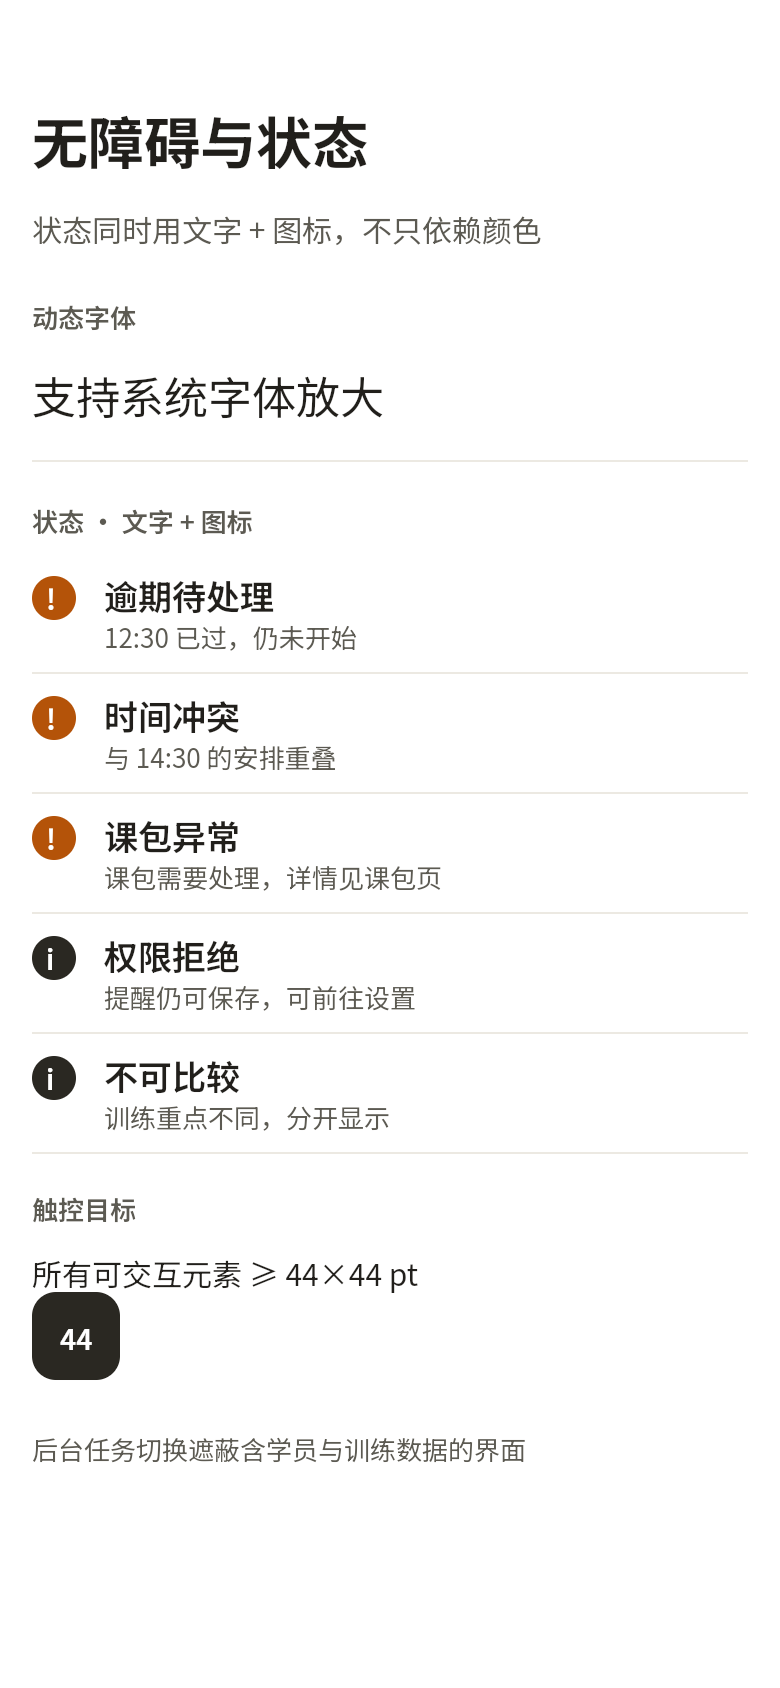 无障碍与状态
状态同时用文字 + 图标，不只依赖颜色
动态字体
支持系统字体放大
状态 · 文字 + 图标
! 逾期待处理
12:30 已过，仍未开始
! 时间冲突
与 14:30 的安排重叠
! 课包异常
课包需要处理，详情见课包页
i 权限拒绝
提醒仍可保存，可前往设置
i 不可比较
训练重点不同，分开显示
触控目标
所有可交互元素 ≥ 44×44 pt
44
后台任务切换遮蔽含学员与训练数据的界面